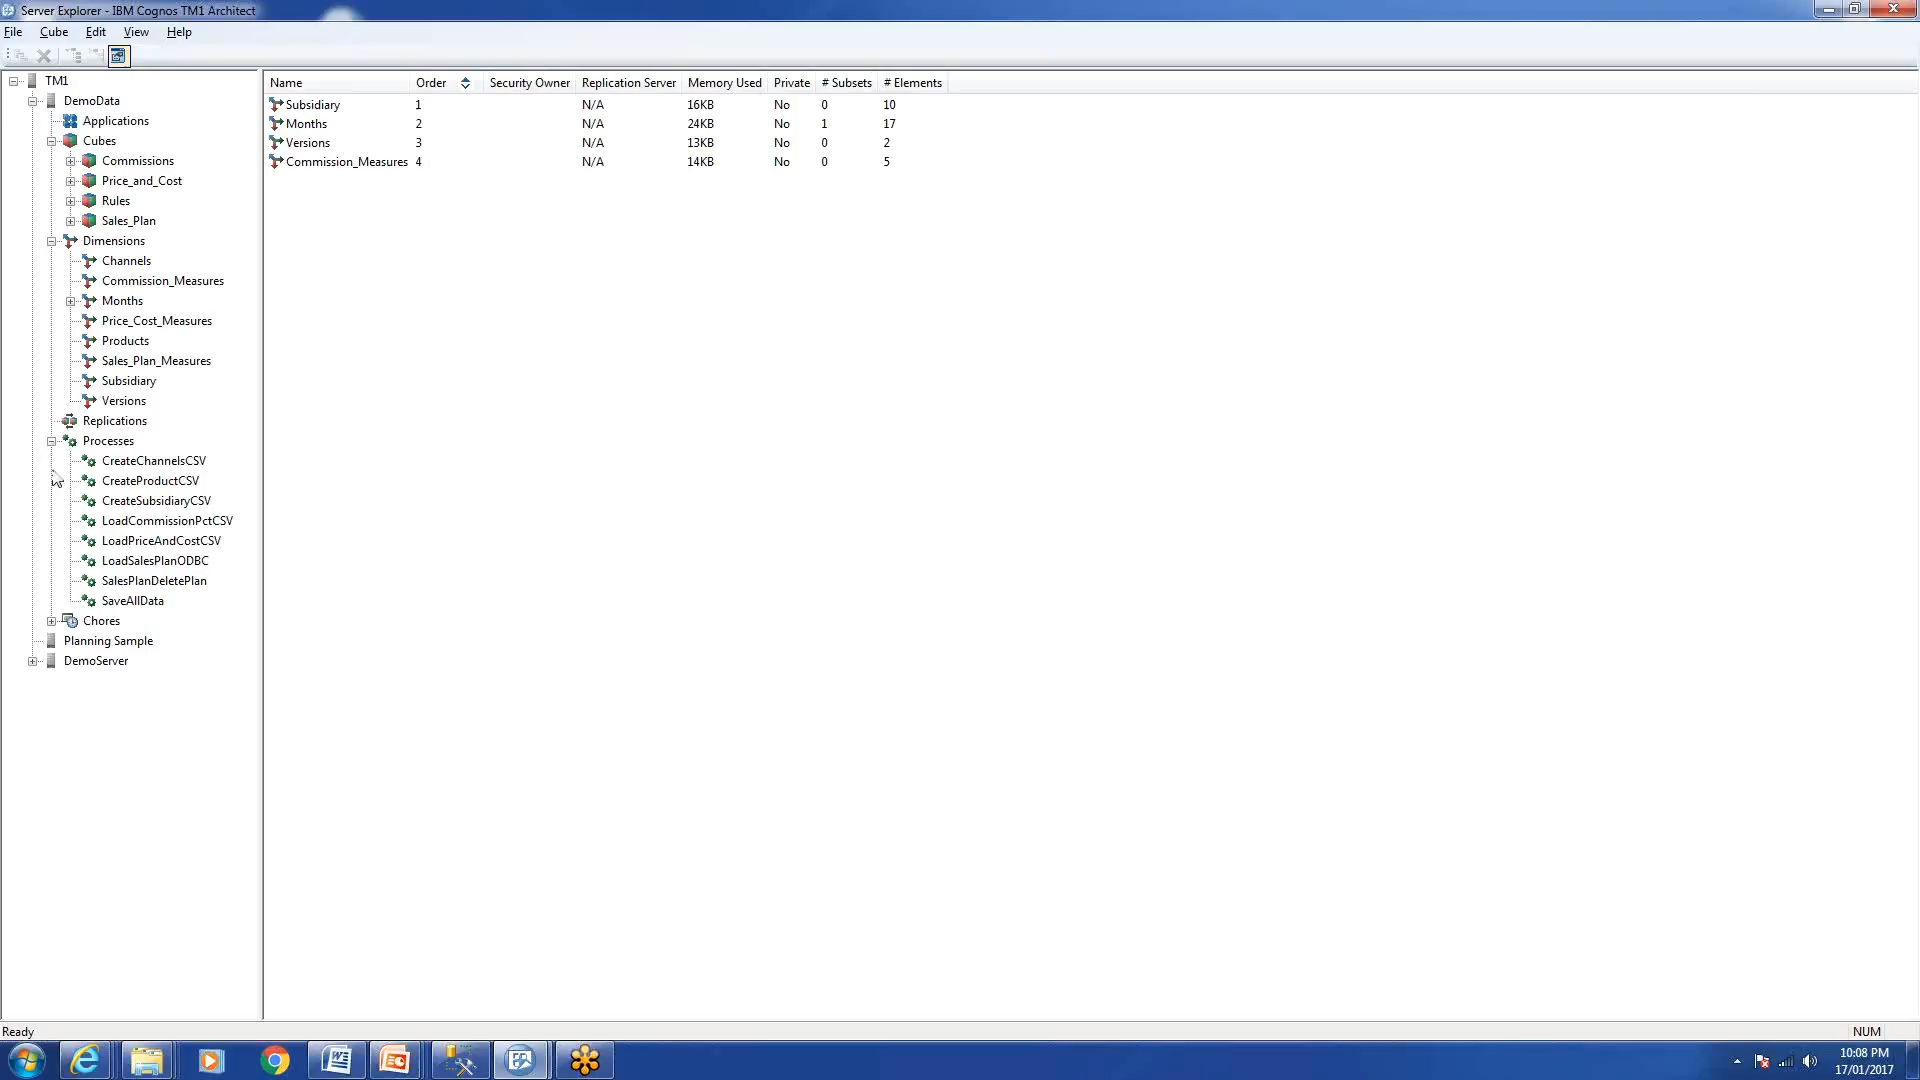 Server Explorer - IBM Cognos TM1 Architect
File Cube Edit View Help
TM1
DemoData
Applications
Cubes
Commissions
Price_and_Cost
Rules
Sales_Plan
Dimensions
Channels
Commission_Measures
Months
Price_Cost_Measures
Products
Sales_Plan_Measures
Subsidiary
Versions
Replications
Processes
CreateChannelsCSV
CreateProductCSV
CreateSubsidiaryCSV
LoadCommissionPctCSV
LoadPriceAndCostCSV
LoadSalesPlanODBC
SalesPlanDeletePlan
SaveAllData
Chores
Planning Sample
DemoServer
Name Order Security Owner Replication Server Memory Used Private # Subsets # Elements
Subsidiary 1 N/A 16KB No 0 10
Months 2 N/A 24KB No 1 17
Versions 3 N/A 13KB No 0 2
Commission_Measures 4 N/A 14KB No 0 5
Ready NUM
10:08 PM
17/01/2017